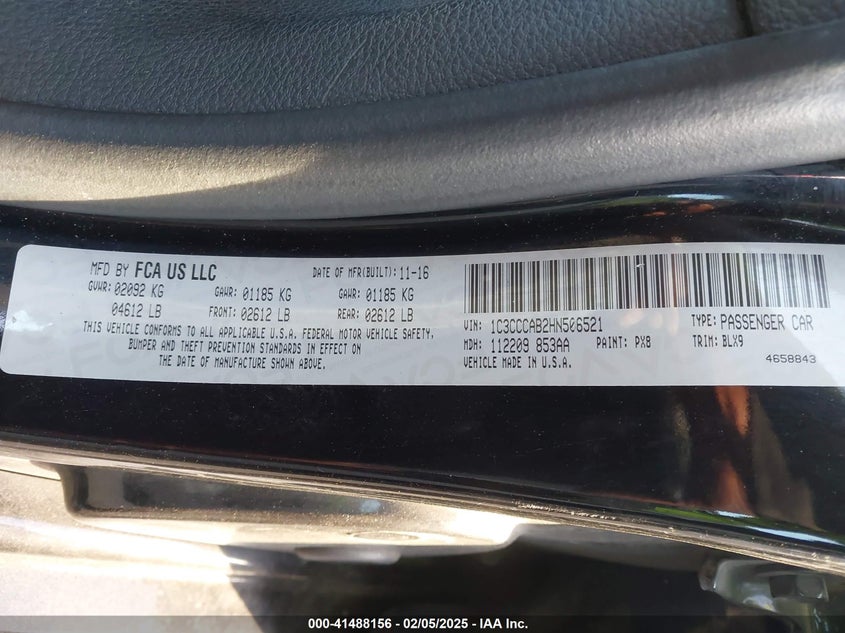 MFD BY FCA US LLC DATE OF MFR(BUILT): 11-16
GVWR: 02092 KG GAWR: 01185 KG GAWR: 01185 KG
04612 LB FRONT: 02612 LB REAR: 02612 LB
THIS VEHICLE CONFORMS TO ALL APPLICABLE U.S.A. FEDERAL MOTOR VEHICLE SAFETY,
BUMPER AND THEFT PREVENTION STANDARDS IN EFFECT ON
THE DATE OF MANUFACTURE SHOWN ABOVE.
VIN: 1C3CCCAB2HN506521 TYPE: PASSENGER CAR
MDH: 112209 853AA PAINT: PX8 TRIM: BLX9
VEHICLE MADE IN U.S.A. 4658843
000-41488156 - 02/05/2025 - IAA Inc.